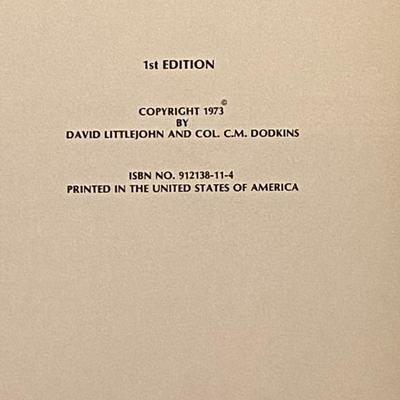 1st EDITION
COPYRIGHT 1973©
BY
DAVID LITTLEJOHN AND COL. C.M. DODKINS
ISBN NO. 912138-11-4
PRINTED IN THE UNITED STATES OF AMERICA